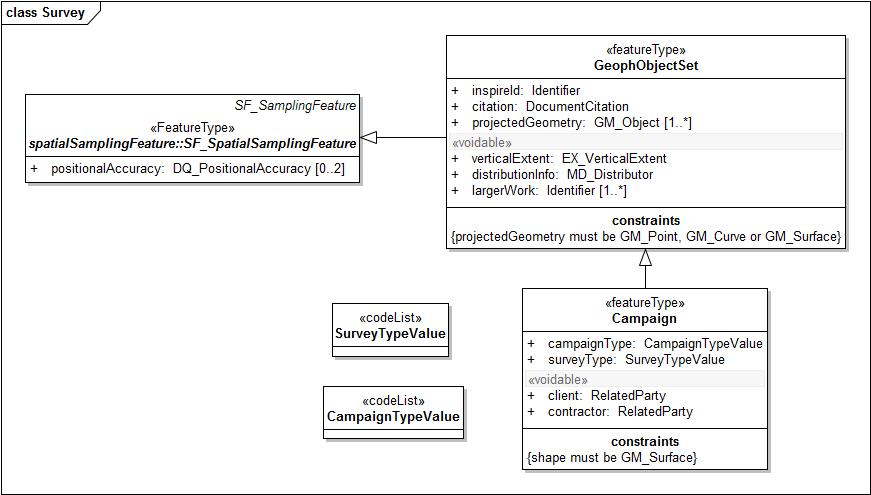 class Survey
SF_SamplingFeature
«FeatureType»
spatialSamplingFeature::SF_SpatialSamplingFeature
+ positionalAccuracy: DQ_PositionalAccuracy [0..2]
«featureType»
GeophObjectSet
+ inspireId: Identifier
+ citation: DocumentCitation
+ projectedGeometry: GM_Object [1..*]
«voidable»
+ verticalExtent: EX_VerticalExtent
+ distributionInfo: MD_Distributor
+ largerWork: Identifier [1..*]
constraints
{projectedGeometry must be GM_Point, GM_Curve or GM_Surface}
«codeList»
SurveyTypeValue
«codeList»
CampaignTypeValue
«featureType»
Campaign
+ campaignType: CampaignTypeValue
+ surveyType: SurveyTypeValue
«voidable»
+ client: RelatedParty
+ contractor: RelatedParty
constraints
{shape must be GM_Surface}